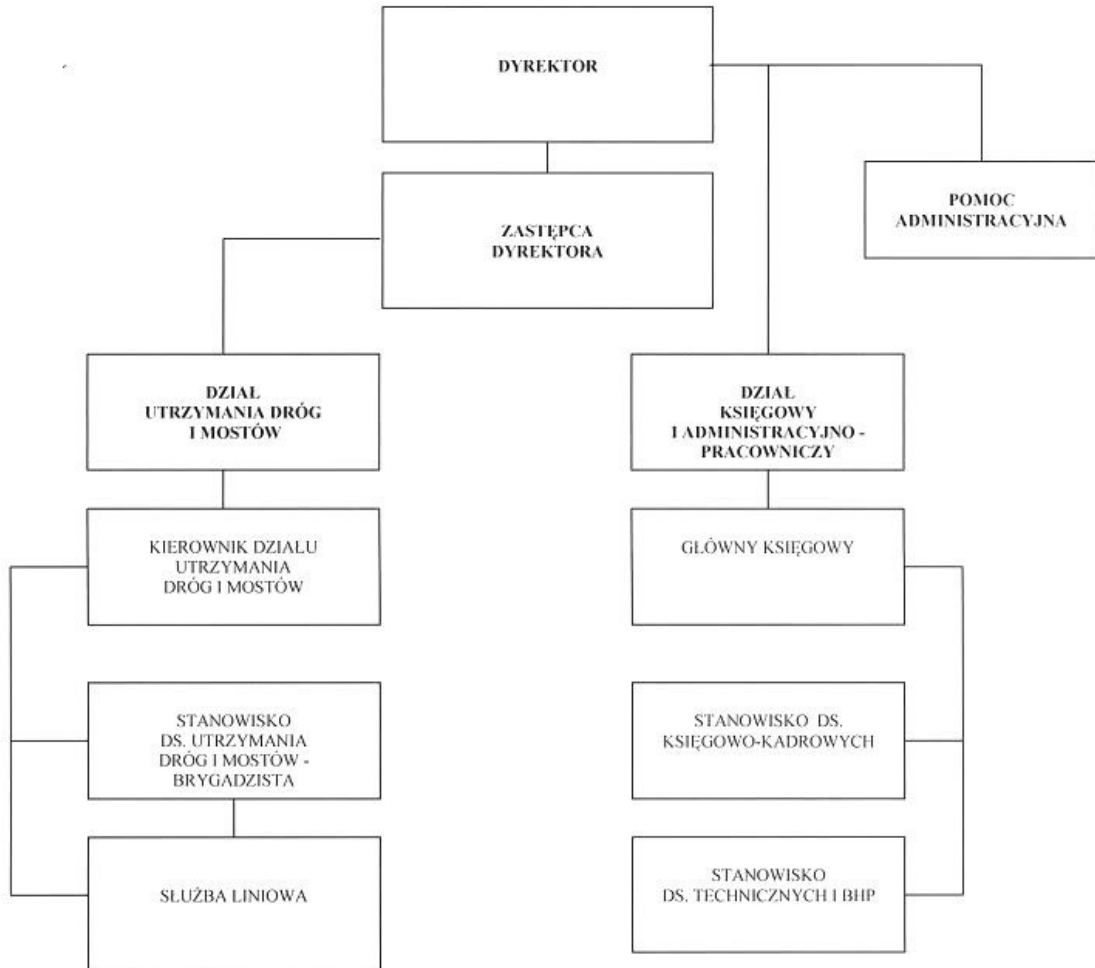 DYREKTOR
POMOC
ADMINISTRACYJNA
ZASTĘPCA
DYREKTORA
DZIAŁ
UTRZYMANIA DRÓG
I MOSTÓW
DZIAŁ
KSIĘGOWY
I ADMINISTRACYJNO -
PRACOWNICZY
KIEROWNIK DZIAŁU
UTRZYMANIA
DRÓG I MOSTÓW
GŁÓWNY KSIĘGOWY
STANOWISKO
DS. UTRZYMANIA
DRÓG I MOSTÓW -
BRYGADZISTA
STANOWISKO DS.
KSIĘGOWO-KADROWYCH
SŁUŻBA LINIOWA
STANOWISKO
DS. TECHNICZNYCH I BHP